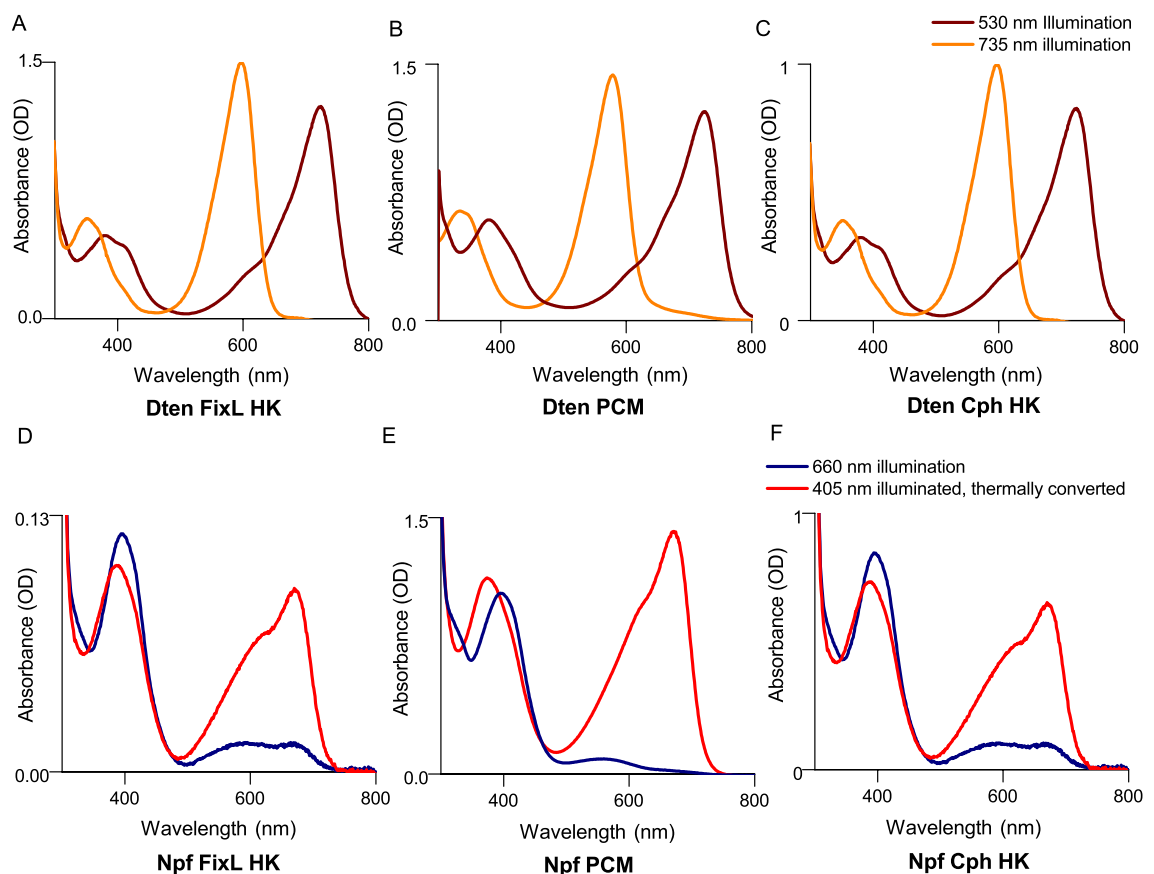 A
B
C
530 nm Illumination
735 nm illumination
1.5
0.0
400
600
800
Absorbance (OD)
Wavelength (nm)
Dten FixL HK
1.5
0.0
400
600
800
Absorbance (OD)
Wavelength (nm)
Dten PCM
1
0
400
600
800
Absorbance (OD)
Wavelength (nm)
Dten Cph HK
D
E
F
660 nm illumination
405 nm illuminated, thermally converted
0.13
0.00
400
600
800
Absorbance (OD)
Wavelength (nm)
Npf FixL HK
1.5
0.0
400
600
800
Absorbance (OD)
Wavelength (nm)
Npf PCM
1
0
400
600
800
Absorbance (OD)
Wavelength (nm)
Npf Cph HK